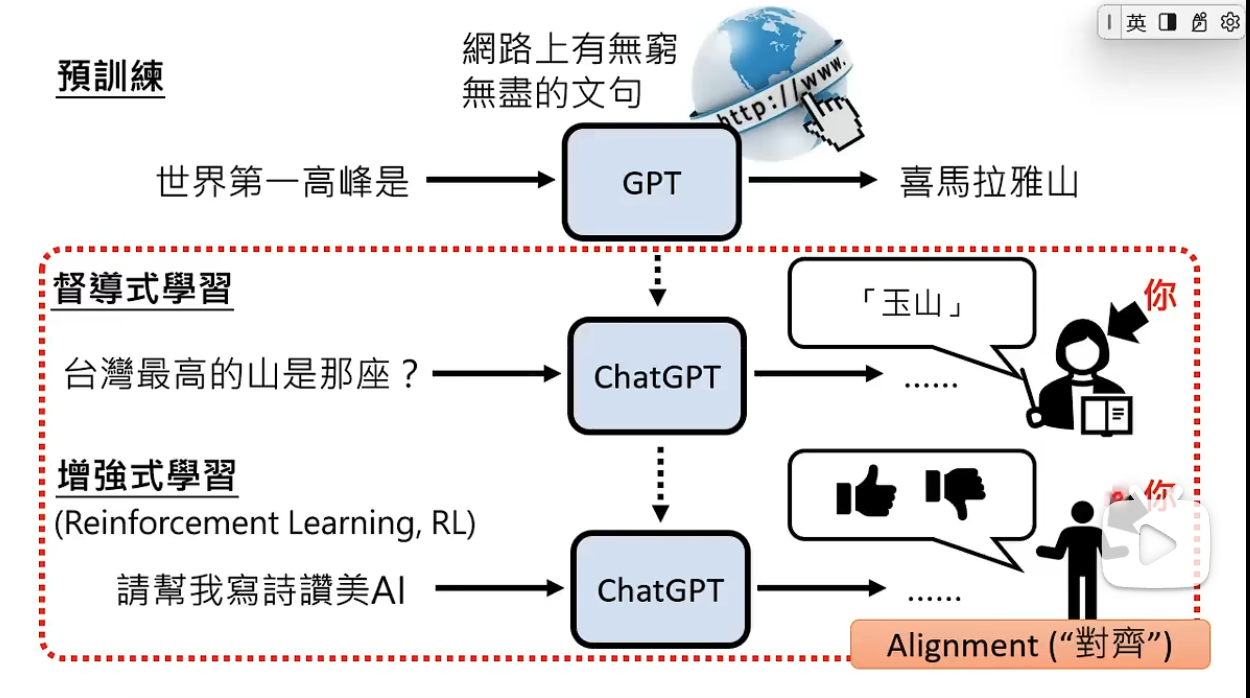 英
網路上有無窮
無盡的文句
http://www.
預訓練
世界第一高峰是
GPT
喜馬拉雅山
督導式學習
「玉山」
你
台灣最高的山是那座？
ChatGPT
......
增強式學習
(Reinforcement Learning, RL)
你
請幫我寫詩讚美AI
ChatGPT
......
Alignment (“對齊”)